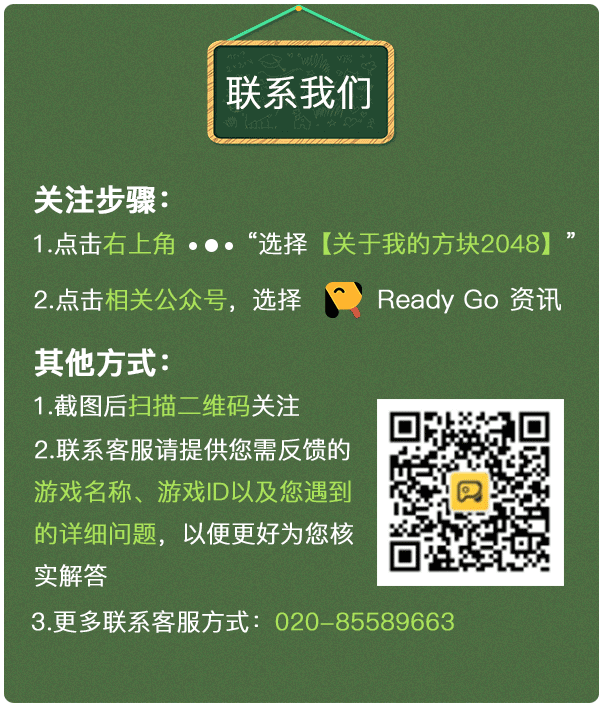 联系我们
关注步骤：
1.点击右上角 ●●● “选择【关于我的方块2048】”
2.点击相关公众号，选择 Ready Go 资讯
其他方式：
1.截图后扫描二维码关注
2.联系客服请提供您需反馈的
游戏名称、游戏ID以及您遇到
的详细问题，以便更好为您核
实解答
3.更多联系客服方式：020-85589663